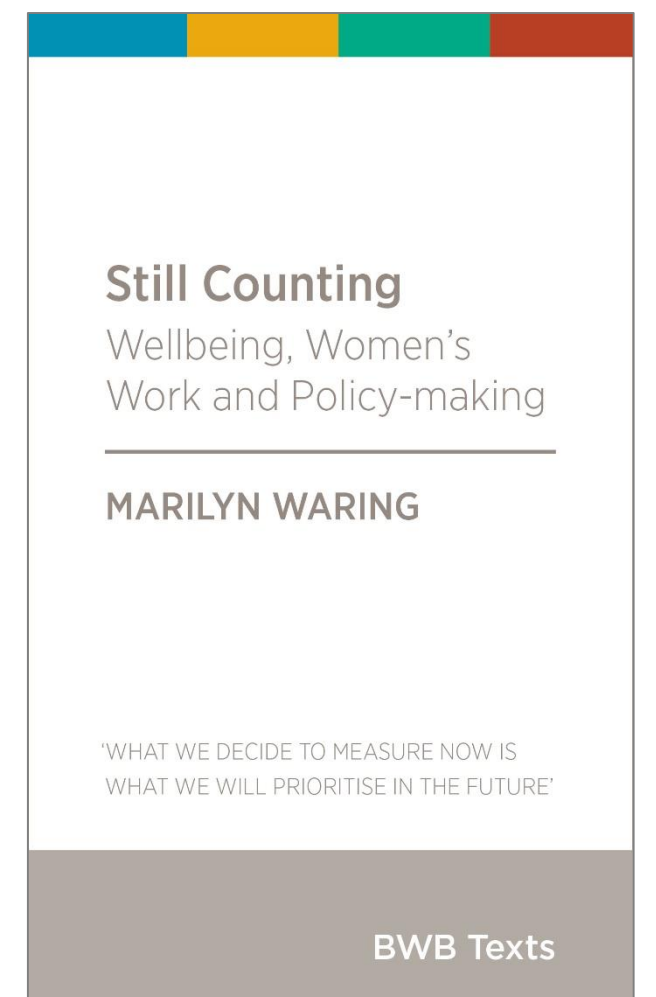 Still Counting
Wellbeing, Women’s
Work and Policy-making
MARILYN WARING
‘WHAT WE DECIDE TO MEASURE NOW IS
WHAT WE WILL PRIORITISE IN THE FUTURE’
BWB Texts